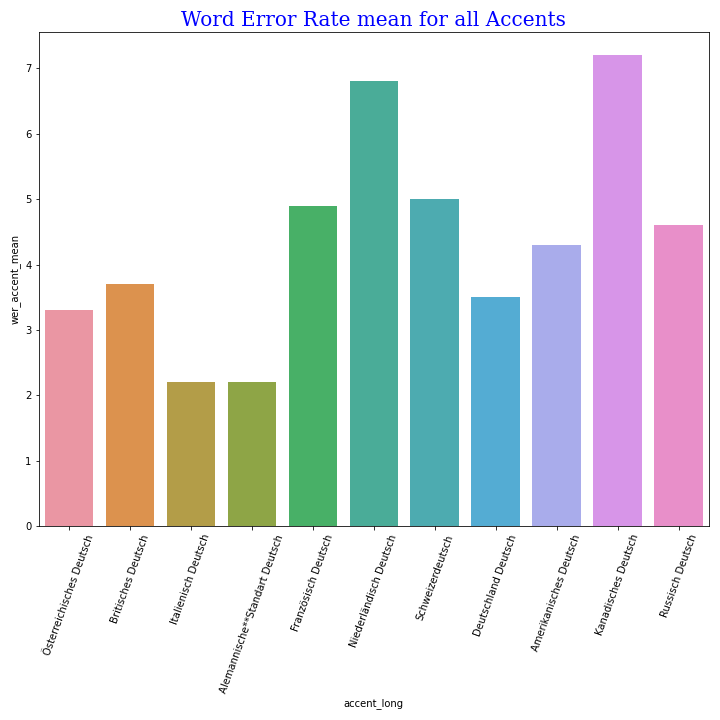 Word Error Rate mean for all Accents
7
6
5
4
3
2
1
0
wer_accent_mean
Österreichisches Deutsch
Britisches Deutsch
Italienisch Deutsch
Alemannische**Standart Deutsch
Französisch Deutsch
Niederländisch Deutsch
Schweizerdeutsch
Deutschland Deutsch
Amerikanisches Deutsch
Kanadisches Deutsch
Russisch Deutsch
accent_long